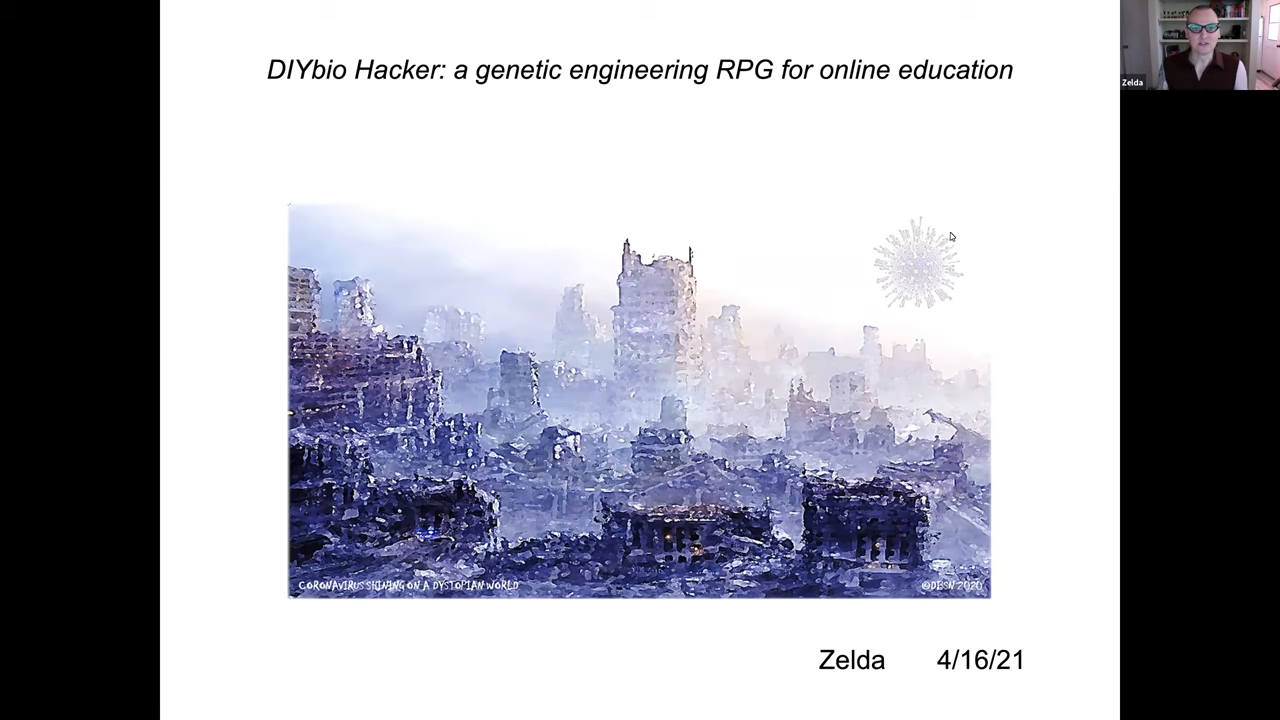 DIYbio Hacker: a genetic engineering RPG for online education
Zelda
CORONAVIRUS SHINING ON A DYSTOPIAN WORLD
©DBSN 2020
Zelda 4/16/21